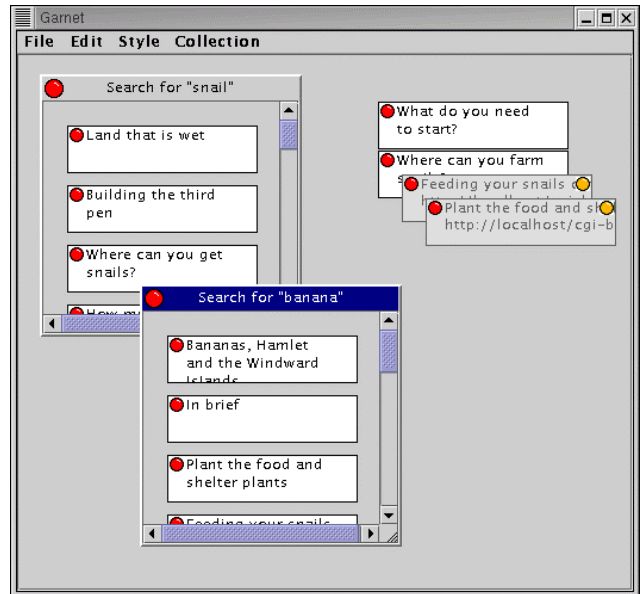 Garnet
File Edit Style Collection
Search for "snail"
Land that is wet
Building the third
pen
Where can you get
snails?
Search for "banana"
Bananas, Hamlet
and the Windward
Islands
In brief
Plant the food and
shelter plants
Feeding your snails
What do you need
to start?
Where can you farm
Feeding your snails
Plant the food and
http://localhost/cgi-b